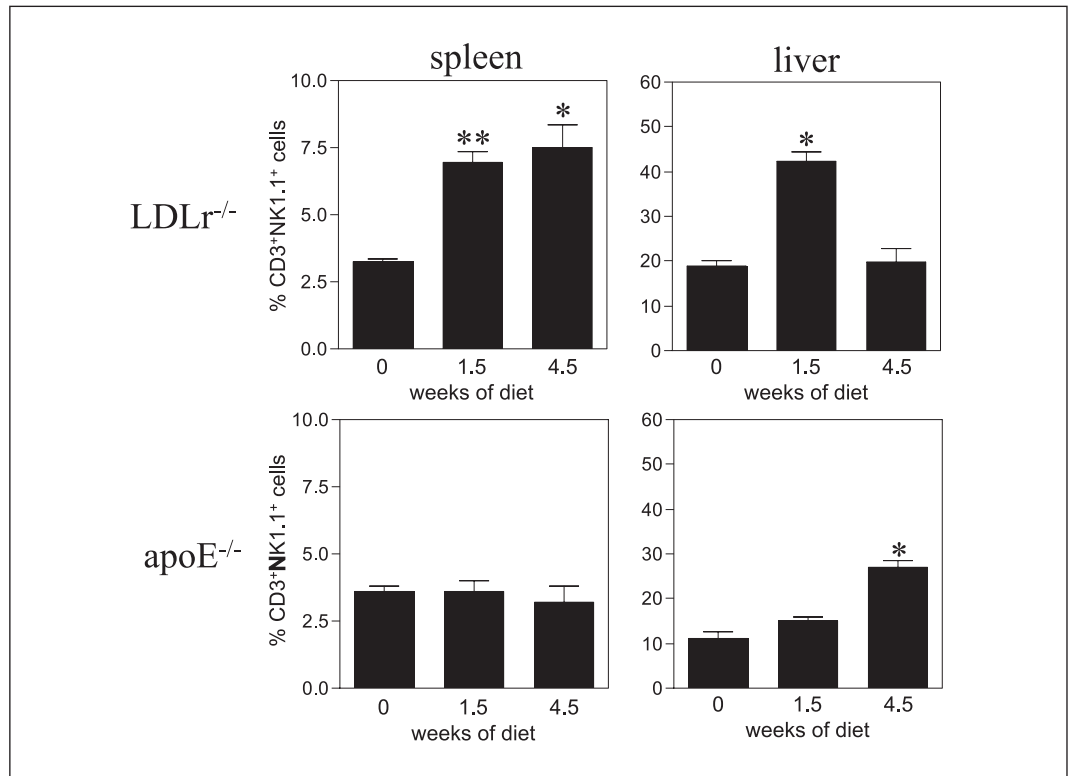 spleen
liver
LDLr-/-
% CD3+NK1.1+ cells
10.0
7.5
5.0
2.5
0.0
**
*
0 1.5 4.5
weeks of diet
60
50
40
30
20
10
0
*
0 1.5 4.5
weeks of diet
apoE-/-
% CD3+NK1.1+ cells
10.0
7.5
5.0
2.5
0.0
0 1.5 4.5
weeks of diet
60
50
40
30
20
10
0
*
0 1.5 4.5
weeks of diet